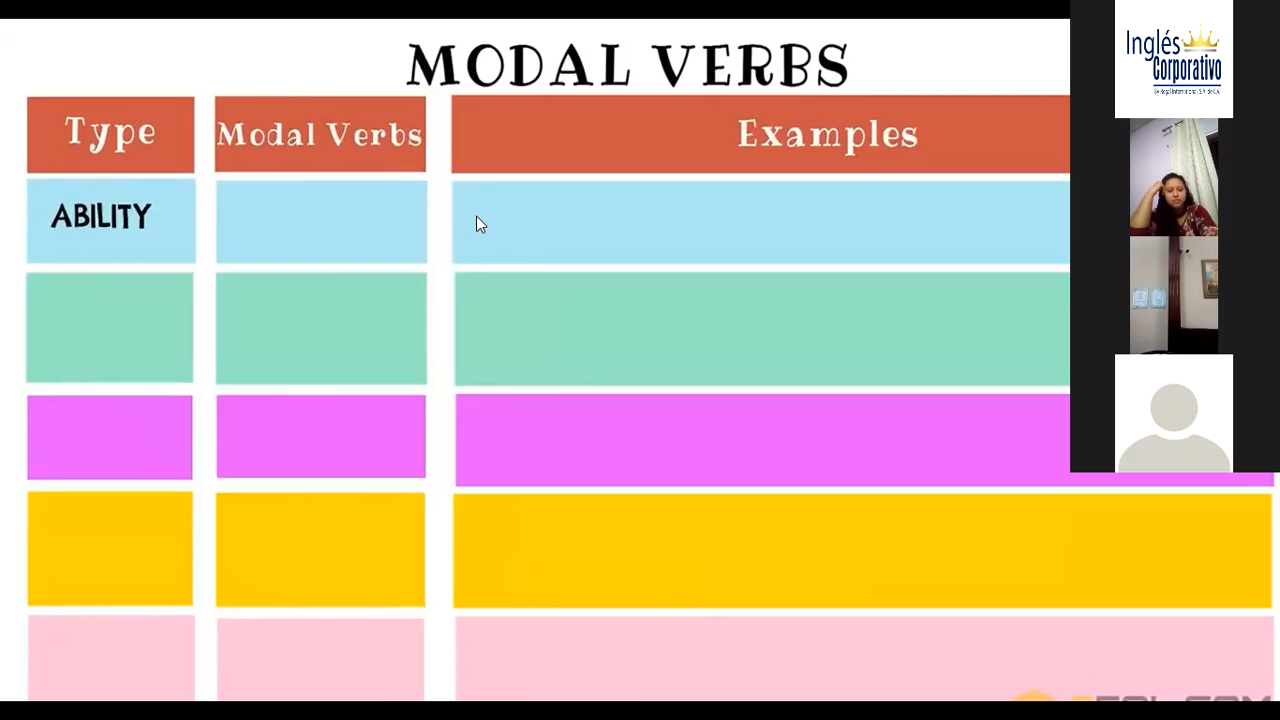 MODAL VERBS
Inglés
Corporativo
Type
Modal Verbs
Examples
ABILITY